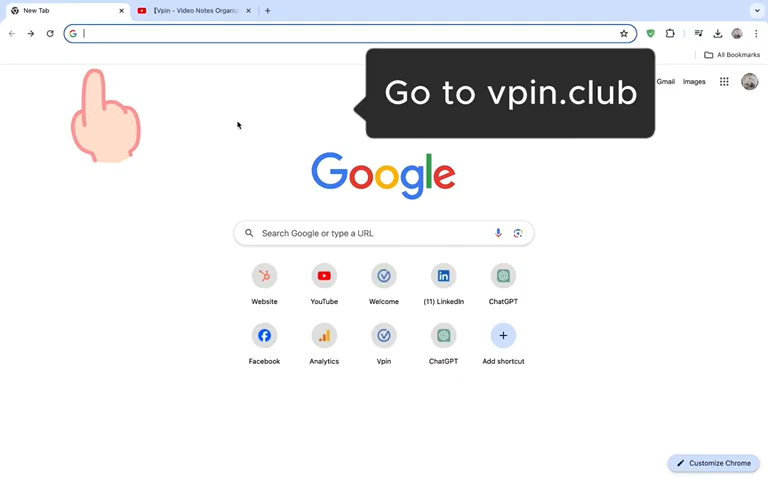 New Tab
【Vpin - Video Notes Organiz
All Bookmarks
Go to vpin.club
Gmail
Images
Google
Search Google or type a URL
Website
YouTube
Welcome
(11) LinkedIn
ChatGPT
Facebook
Analytics
Vpin
ChatGPT
Add shortcut
Customize Chrome